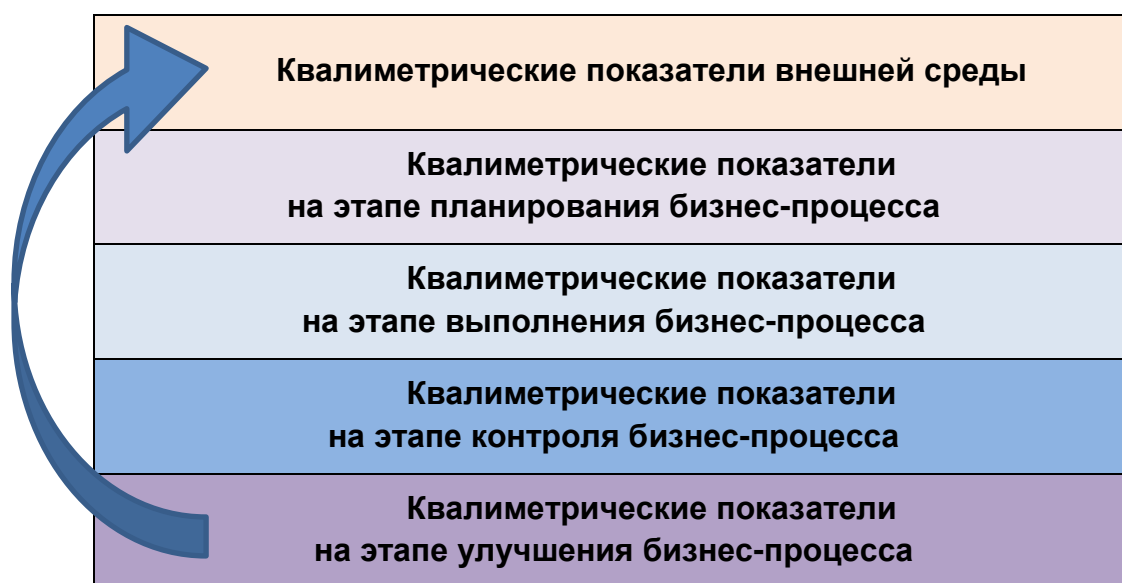 Квалиметрические показатели внешней среды
Квалиметрические показатели
на этапе планирования бизнес-процесса
Квалиметрические показатели
на этапе выполнения бизнес-процесса
Квалиметрические показатели
на этапе контроля бизнес-процесса
Квалиметрические показатели
на этапе улучшения бизнес-процесса